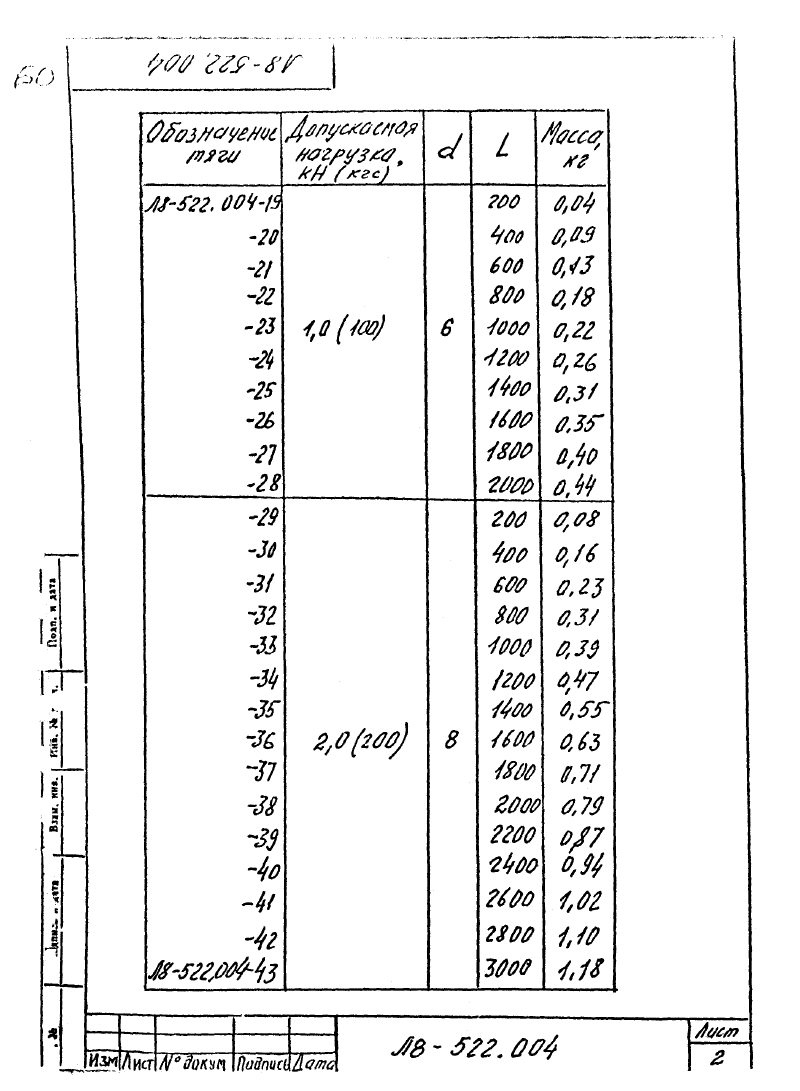 60
Л8-522.004
Обозначение тяги | Допускаемая нагрузка, кН (кгс) | d | L | Масса, кг
Л8-522.004-19 | 200 | 0,04
-20 | 400 | 0,09
-21 | 600 | 0,13
-22 | 800 | 0,18
-23 | 1,0 (100) | 6 | 1000 | 0,22
-24 | 1200 | 0,26
-25 | 1400 | 0,31
-26 | 1600 | 0.35
-27 | 1800 | 0,40
-28 | 2000 | 0,44
-29 | 200 | 0,08
-30 | 400 | 0,16
-31 | 600 | 0,23
-32 | 800 | 0,31
-33 | 1000 | 0,39
-34 | 1200 | 0,47
-35 | 1400 | 0,55
-36 | 2,0 (200) | 8 | 1600 | 0,63
-37 | 1800 | 0,71
-38 | 2000 | 0,79
-39 | 2200 | 0,87
-40 | 2400 | 0,94
-41 | 2600 | 1,02
-42 | 2800 | 1,10
Л8-522.004-43 | 3000 | 1,18
Подп. и дата
Инв. №
Взам. инв.
и дата
№
Изм Лист N° докум Подпись Дата
Л8-522.004
Лист
2